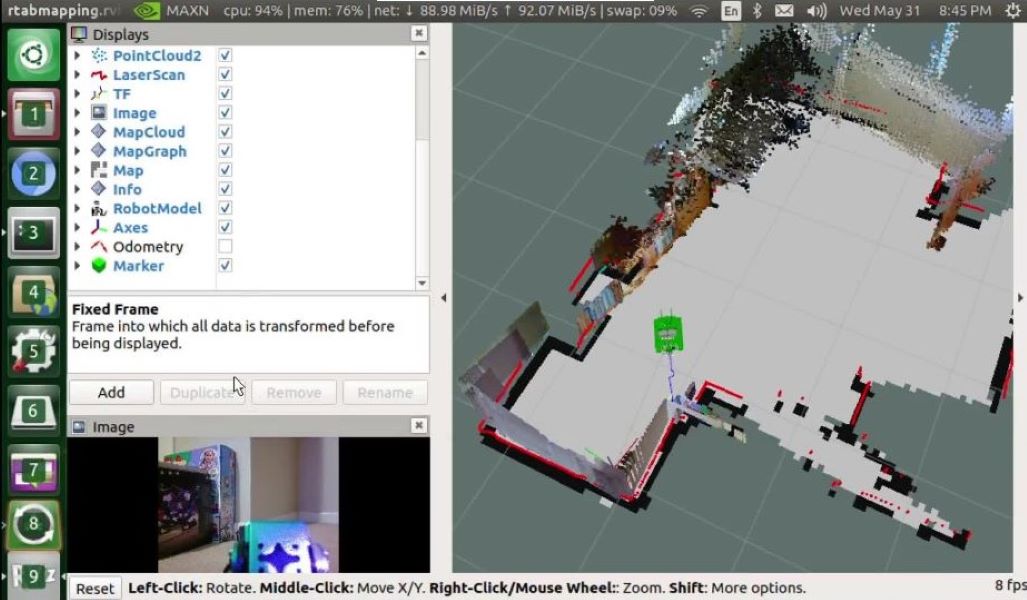 rtabmapping.rvi MAXN cpu: 94% | mem: 76% | net: ↓ 88.98 MiB/s ↑ 92.07 MiB/s | swap: 09% En Wed May 31 8:45 PM
Displays
PointCloud2
LaserScan
TF
Image
MapCloud
MapGraph
Map
Info
RobotModel
Axes
Odometry
Marker
Fixed Frame
Frame into which all data is transformed before
being displayed.
Add Duplicate Remove Rename
Image
1
2
3
4
5
6
7
8
9
Reset Left-Click: Rotate. Middle-Click: Move X/Y. Right-Click/Mouse Wheel:: Zoom. Shift: More options. 8 fps